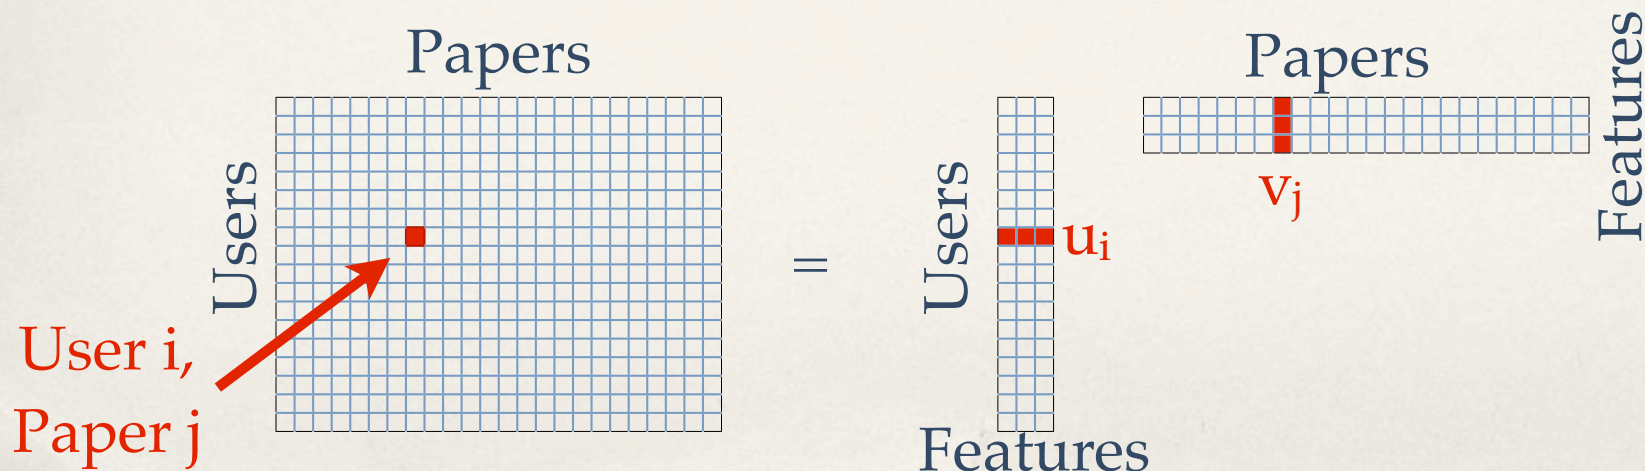 Papers
Users
User i,
Paper j
=
Users
Features
u_i
Papers
v_j
Features